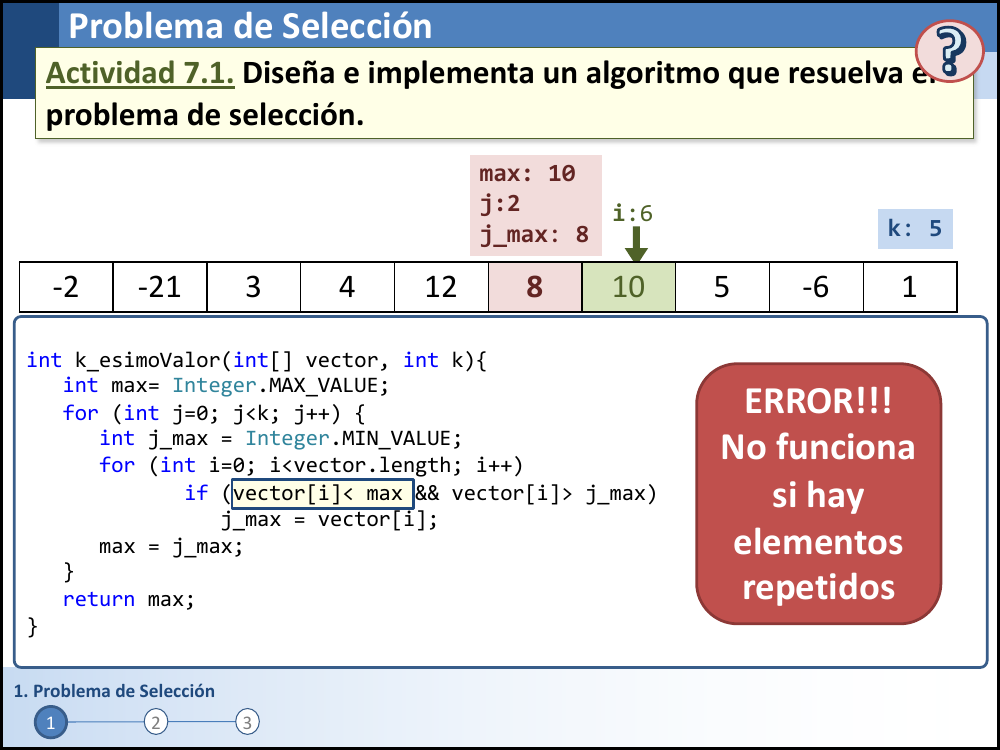 Problema de Selección
?
Actividad 7.1. Diseña e implementa un algoritmo que resuelva el
problema de selección.
max: 10
j:2
j_max: 8
i:6
k: 5
-2 -21 3 4 12 8 10 5 -6 1
int k_esimoValor(int[] vector, int k){
int max= Integer.MAX_VALUE;
for (int j=0; j<k; j++) {
int j_max = Integer.MIN_VALUE;
for (int i=0; i<vector.length; i++)
if (vector[i]< max && vector[i]> j_max)
j_max = vector[i];
max = j_max;
}
return max;
}
ERROR!!!
No funciona
si hay
elementos
repetidos
1. Problema de Selección
1 2 3